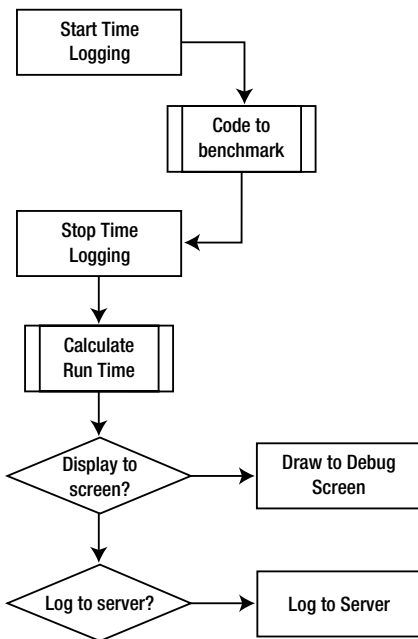 Start Time
Logging
Code to
benchmark
Stop Time
Logging
Calculate
Run Time
Display to
screen?
Draw to Debug
Screen
Log to server?
Log to Server